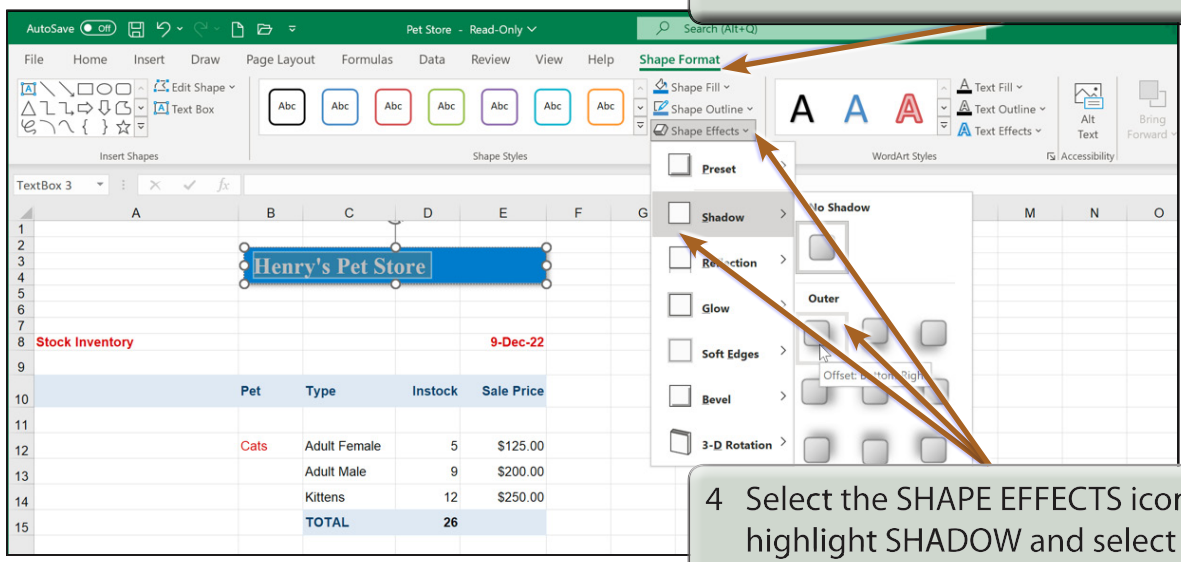 AutoSave Off Pet Store - Read-Only Search (Alt+Q)
File Home Insert Draw Page Layout Formulas Data Review View Help Shape Format
Edit Shape
Text Box
Insert Shapes
Abc Abc Abc Abc Abc Abc Abc
Shape Styles
Shape Fill
Shape Outline
Shape Effects
A A A
WordArt Styles
Text Fill
Text Outline
Text Effects
Alt
Text
Accessibility
Bring
Forward
TextBox 3 fx
A B C D E F G M N O
1
2
3
4
5
6
7
8
9
10
11
12
13
14
15
Henry's Pet Store
Stock Inventory 9-Dec-22
Pet Type Instock Sale Price
Cats Adult Female 5 $125.00
Adult Male 9 $200.00
Kittens 12 $250.00
TOTAL 26
Preset
Shadow
Reflection
Glow
Soft Edges
Bevel
3-D Rotation
No Shadow
Outer
Offset: Bottom Right
4 Select the SHAPE EFFECTS icon
highlight SHADOW and select